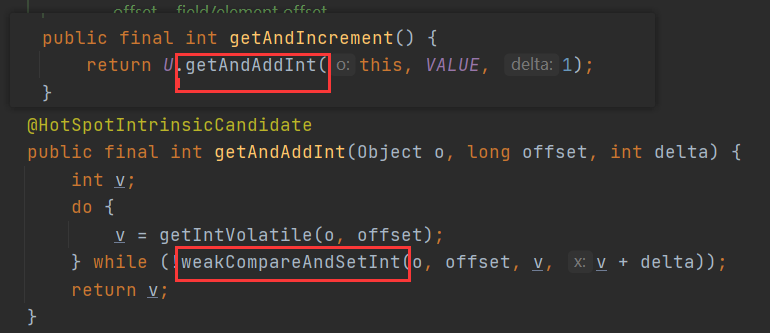 offset – field/element offset
public final int getAndIncrement() {
return U.getAndAddInt( o: this, VALUE, delta: 1);
}
@HotSpotIntrinsicCandidate
public final int getAndAddInt(Object o, long offset, int delta) {
int v;
do {
v = getIntVolatile(o, offset);
} while (!weakCompareAndSetInt(o, offset, v, x: v + delta));
return v;
}